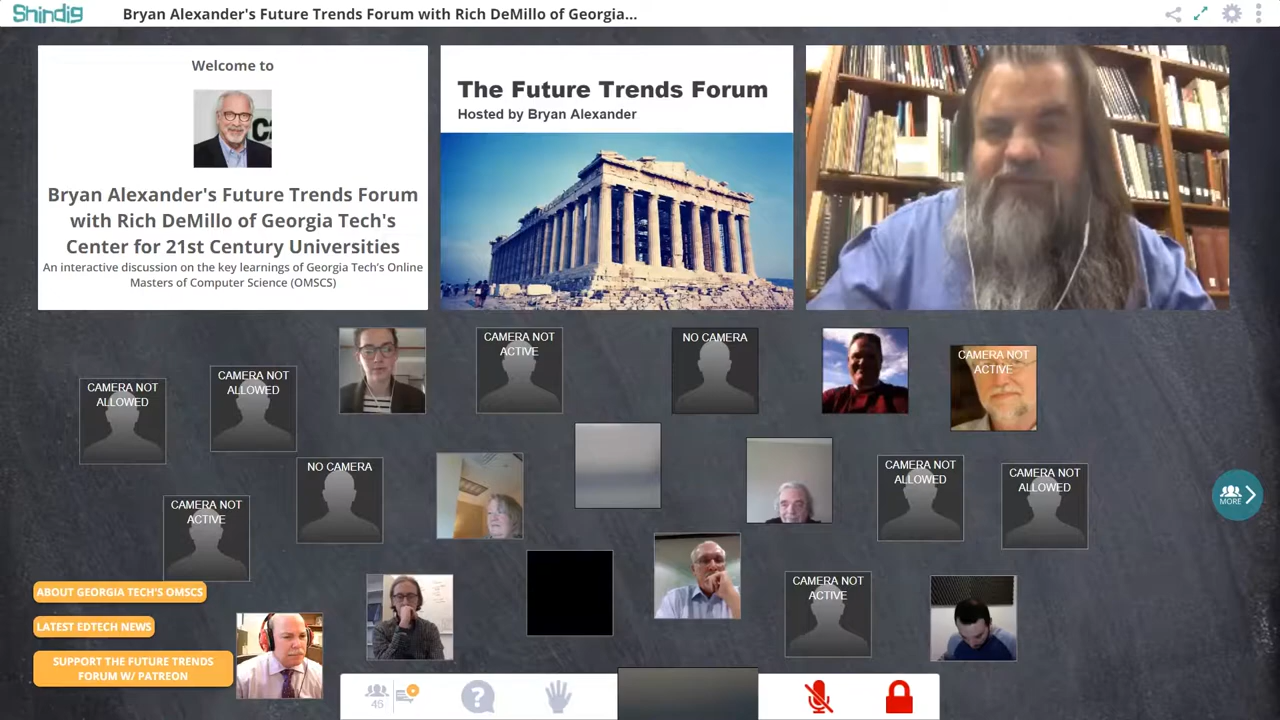 Shindig
Bryan Alexander's Future Trends Forum with Rich DeMillo of Georgia...
Welcome to
Bryan Alexander's Future Trends Forum
with Rich DeMillo of Georgia Tech's
Center for 21st Century Universities
An interactive discussion on the key learnings of Georgia Tech's Online
Masters of Computer Science (OMSCS)
The Future Trends Forum
Hosted by Bryan Alexander
CAMERA NOT
ALLOWED
CAMERA NOT
ALLOWED
CAMERA NOT
ACTIVE
NO CAMERA
CAMERA NOT
ACTIVE
CAMERA NOT
ACTIVE
NO CAMERA
CAMERA NOT
ALLOWED
CAMERA NOT
ALLOWED
MORE
CAMERA NOT
ACTIVE
ABOUT GEORGIA TECH'S OMSCS
LATEST EDTECH NEWS
SUPPORT THE FUTURE TRENDS
FORUM W/ PATREON
45
?